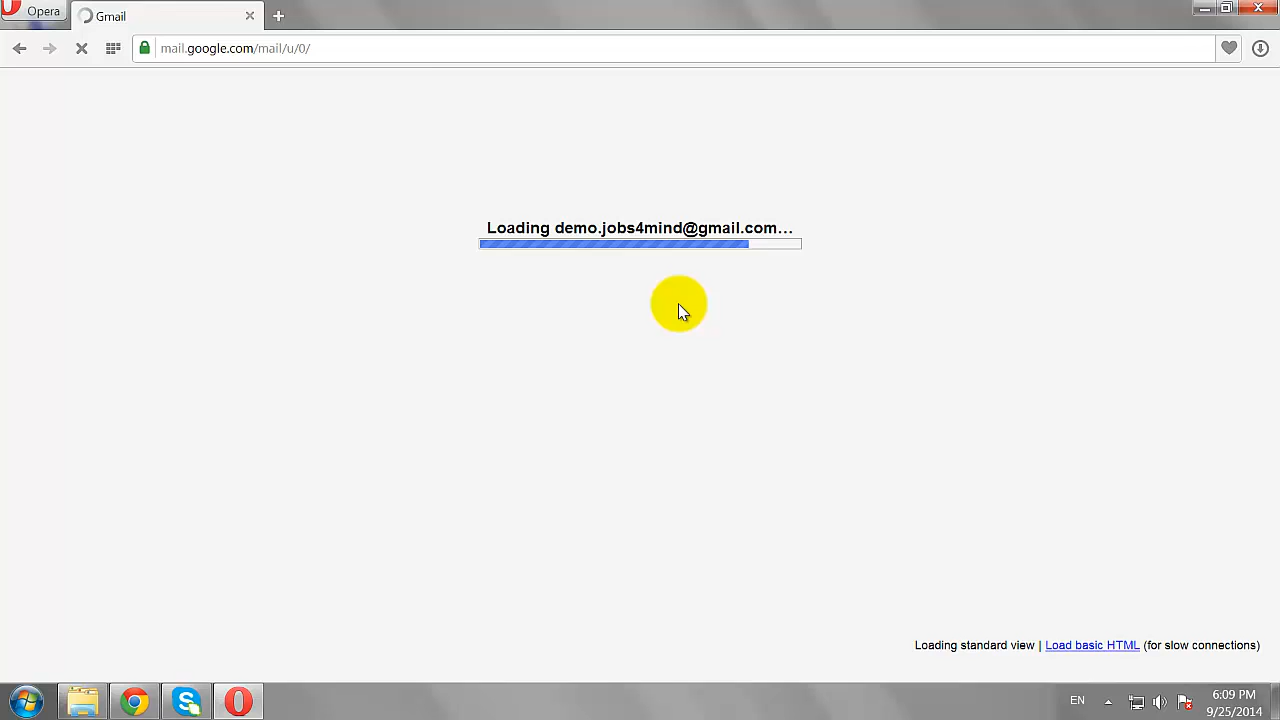 Opera
Gmail
mail.google.com/mail/u/0/
Loading demo.jobs4mind@gmail.com...
Loading standard view | Load basic HTML (for slow connections)
EN
6:09 PM
9/25/2014